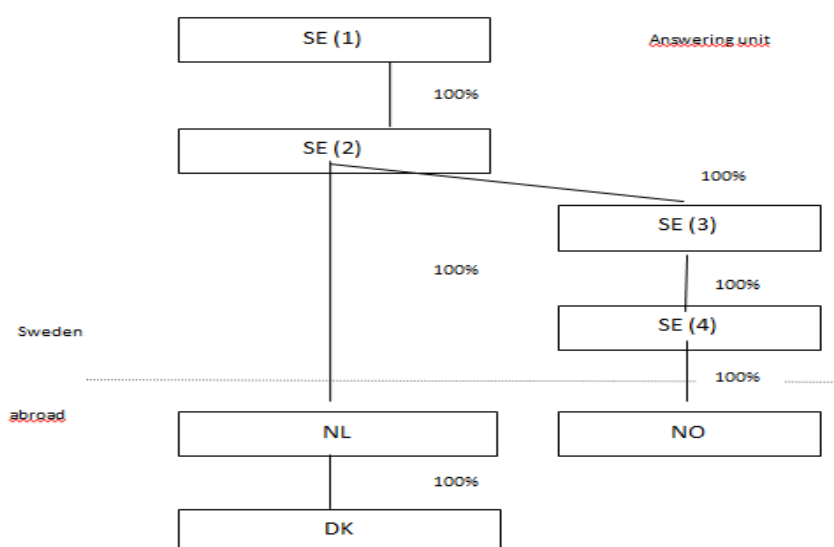 SE (1)
Answering unit
100%
SE (2)
100%
SE (3)
100%
100%
SE (4)
Sweden
100%
abroad
NL
NO
100%
DK